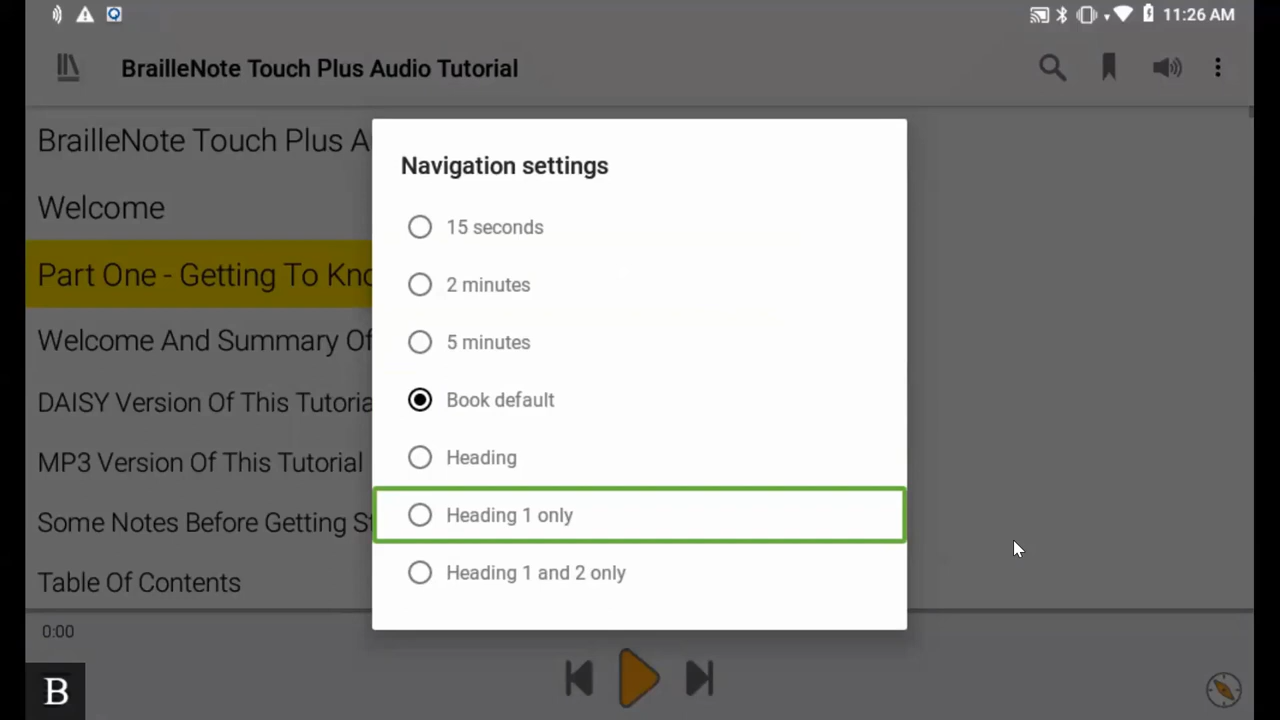 11:26 AM
BrailleNote Touch Plus Audio Tutorial
BrailleNote Touch Plus A
Welcome
Part One - Getting To Kno
Welcome And Summary Of
DAISY Version Of This Tutoria
MP3 Version Of This Tutorial
Some Notes Before Getting St
Table Of Contents
Navigation settings
15 seconds
2 minutes
5 minutes
Book default
Heading
Heading 1 only
Heading 1 and 2 only
0:00
B